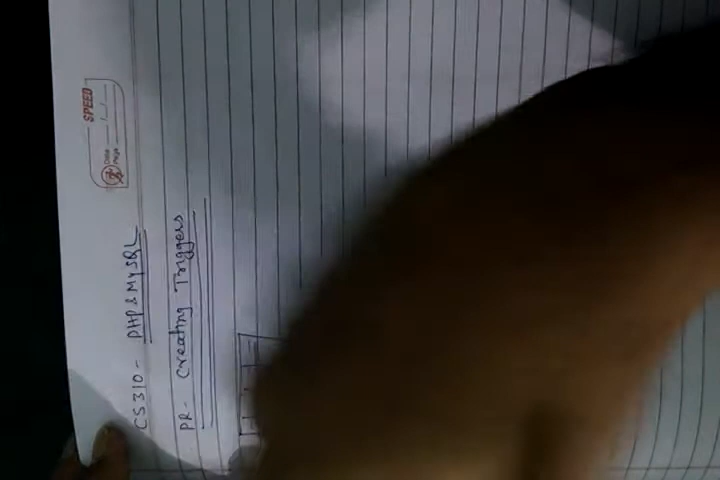 SPEED
Date
Page
CS310 - PHP & MySQL
PR - Creating Triggers